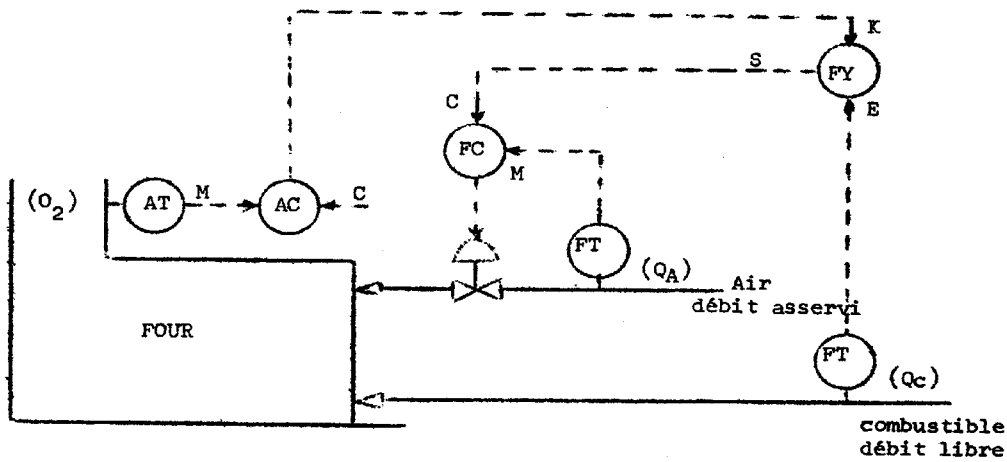 K
S
FY
C
E
FC
M
(O2)
AT
M
AC
C
FT
(QA)
Air
débit asservi
FOUR
FT
(Qc)
combustible
débit libre